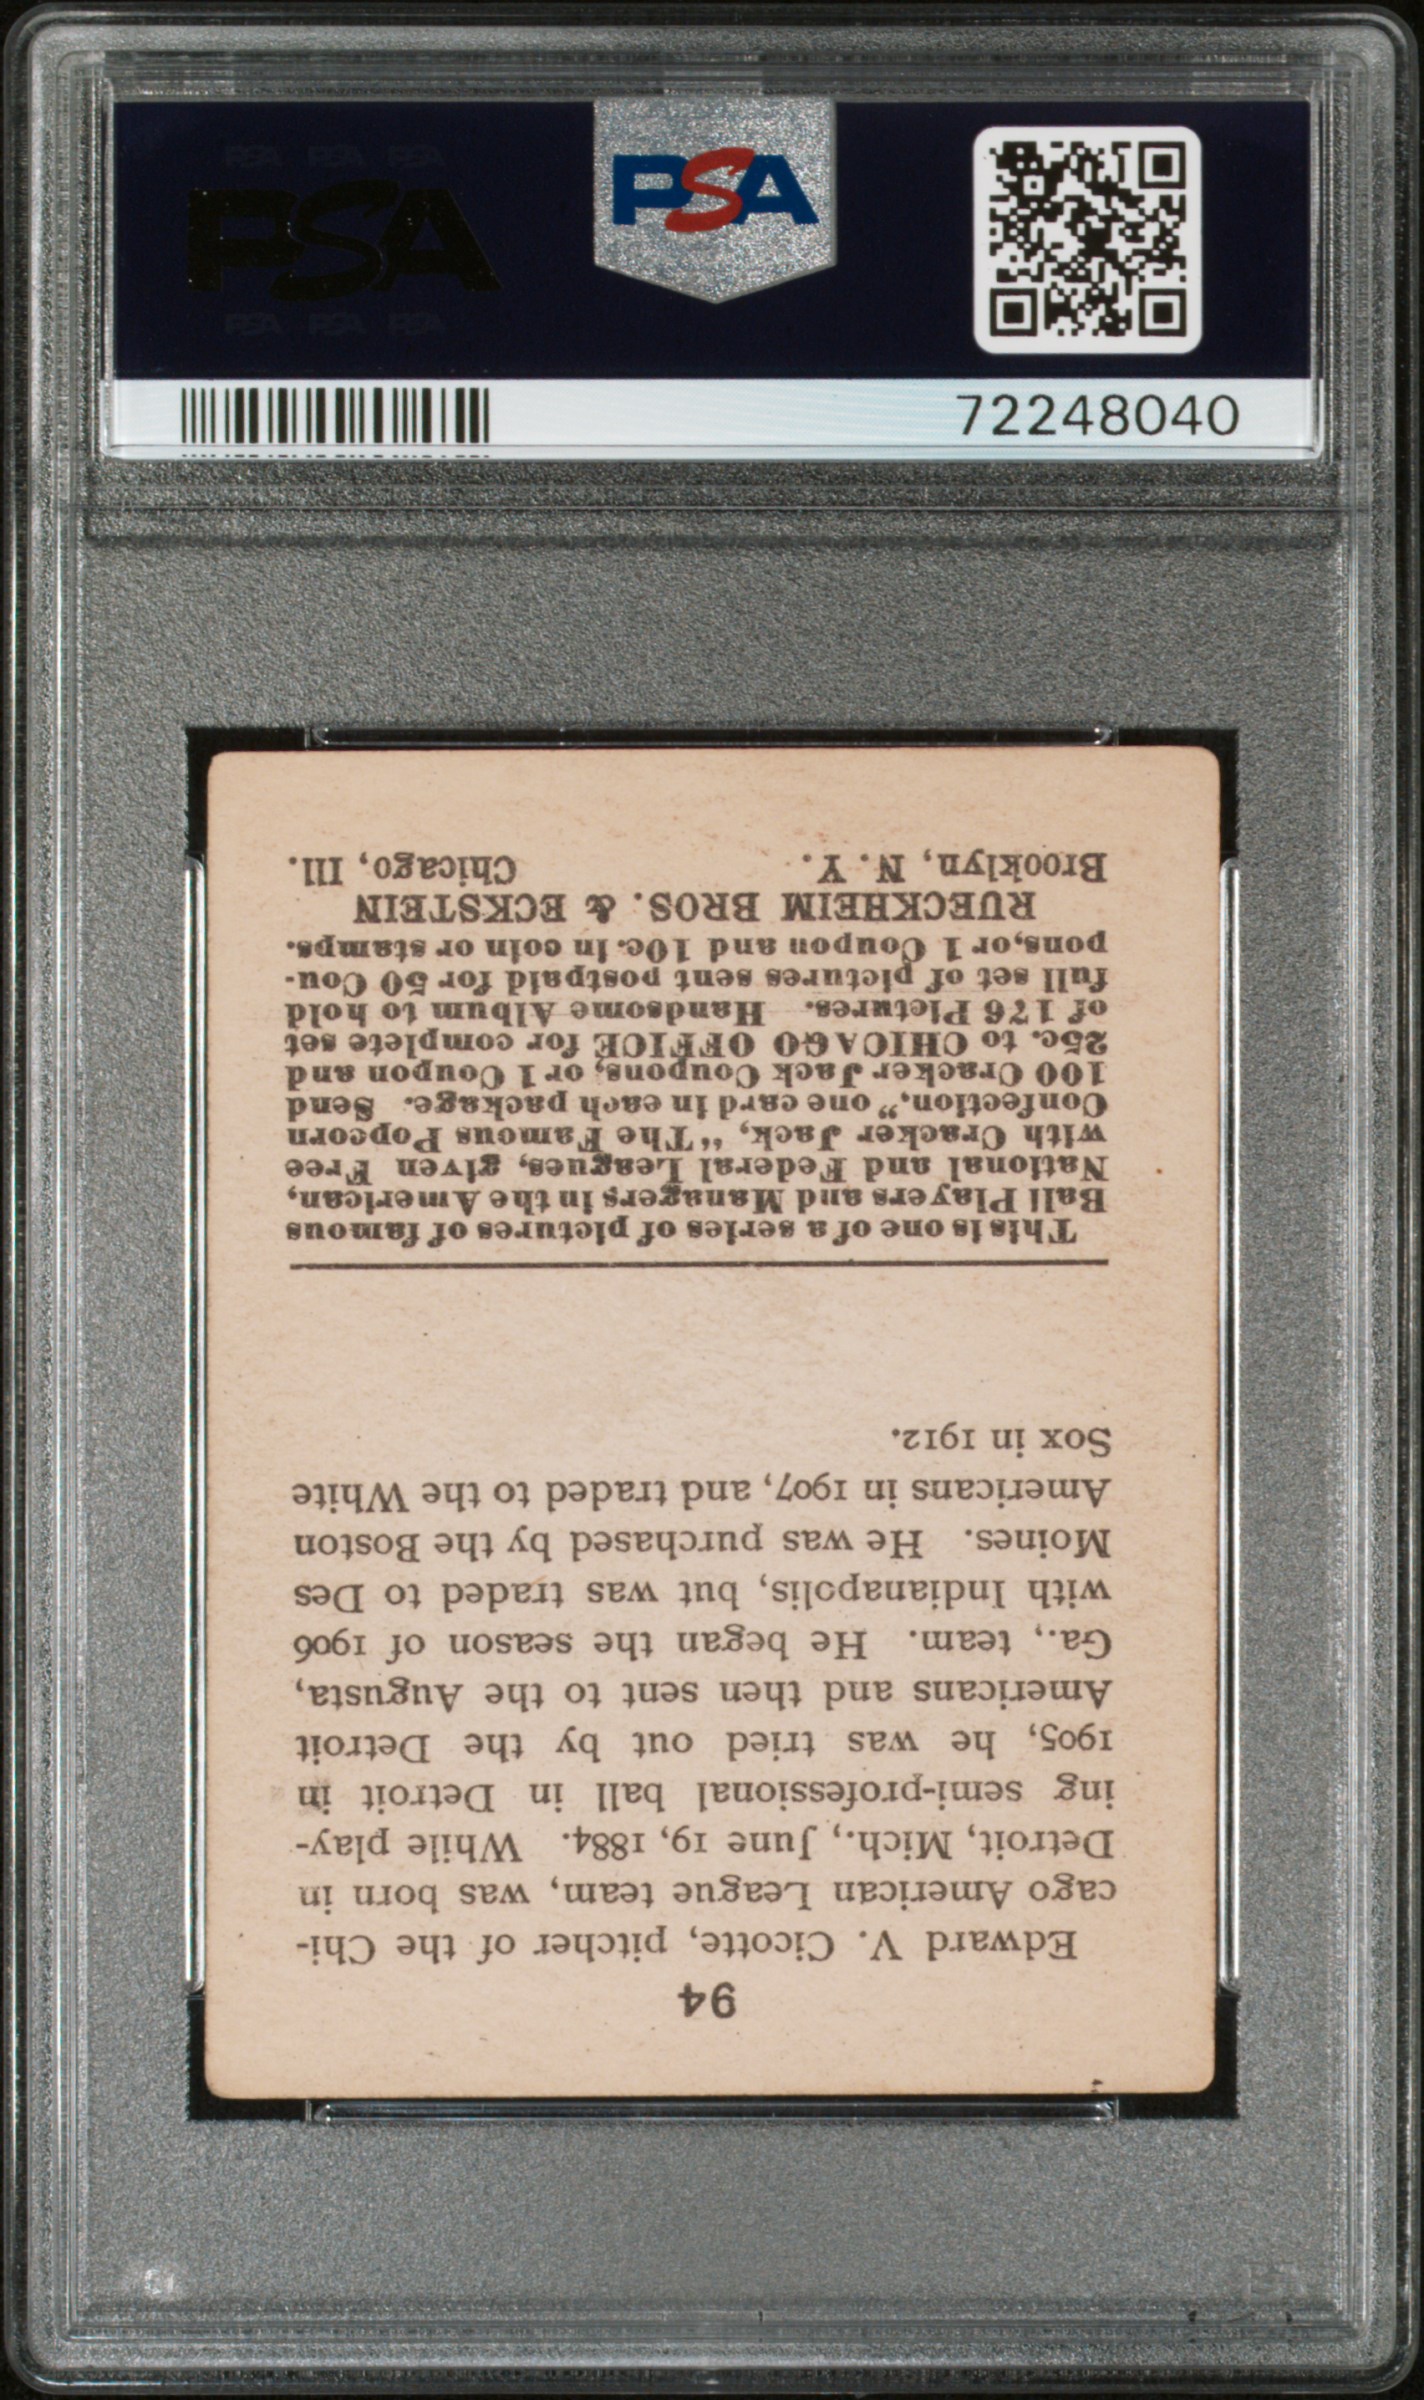 PSA PSA PSA
PSA
PSA PSA PSA
PSA
72248040
94
Edward V. Cicotte, pitcher of the Chi-
cago American League team, was born in
Detroit, Mich., June 19, 1884. While play-
ing semi-professional ball in Detroit in
1905, he was tried out by the Detroit
Americans and then sent to the Augusta,
Ga., team. He began the season of 1906
with Indianapolis, but was traded to Des
Moines. He was purchased by the Boston
Americans in 1907, and traded to the White
Sox in 1912.
This is one of a series of pictures of famous
Ball Players and Managers in the American,
National and Federal Leagues, given Free
with Cracker Jack, "The Famous Popcorn
Confection," one card in each package. Send
100 Cracker Jack Coupons, or 1 Coupon and
25c. to CHICAGO OFFICE for complete set
of 176 Pictures. Handsome Album to hold
full set of pictures sent postpaid for 50 Cou-
pons, or 1 Coupon and 10c. in coin or stamps.
RUECKHEIM BROS. & ECKSTEIN
Brooklyn, N. Y. Chicago, Ill.